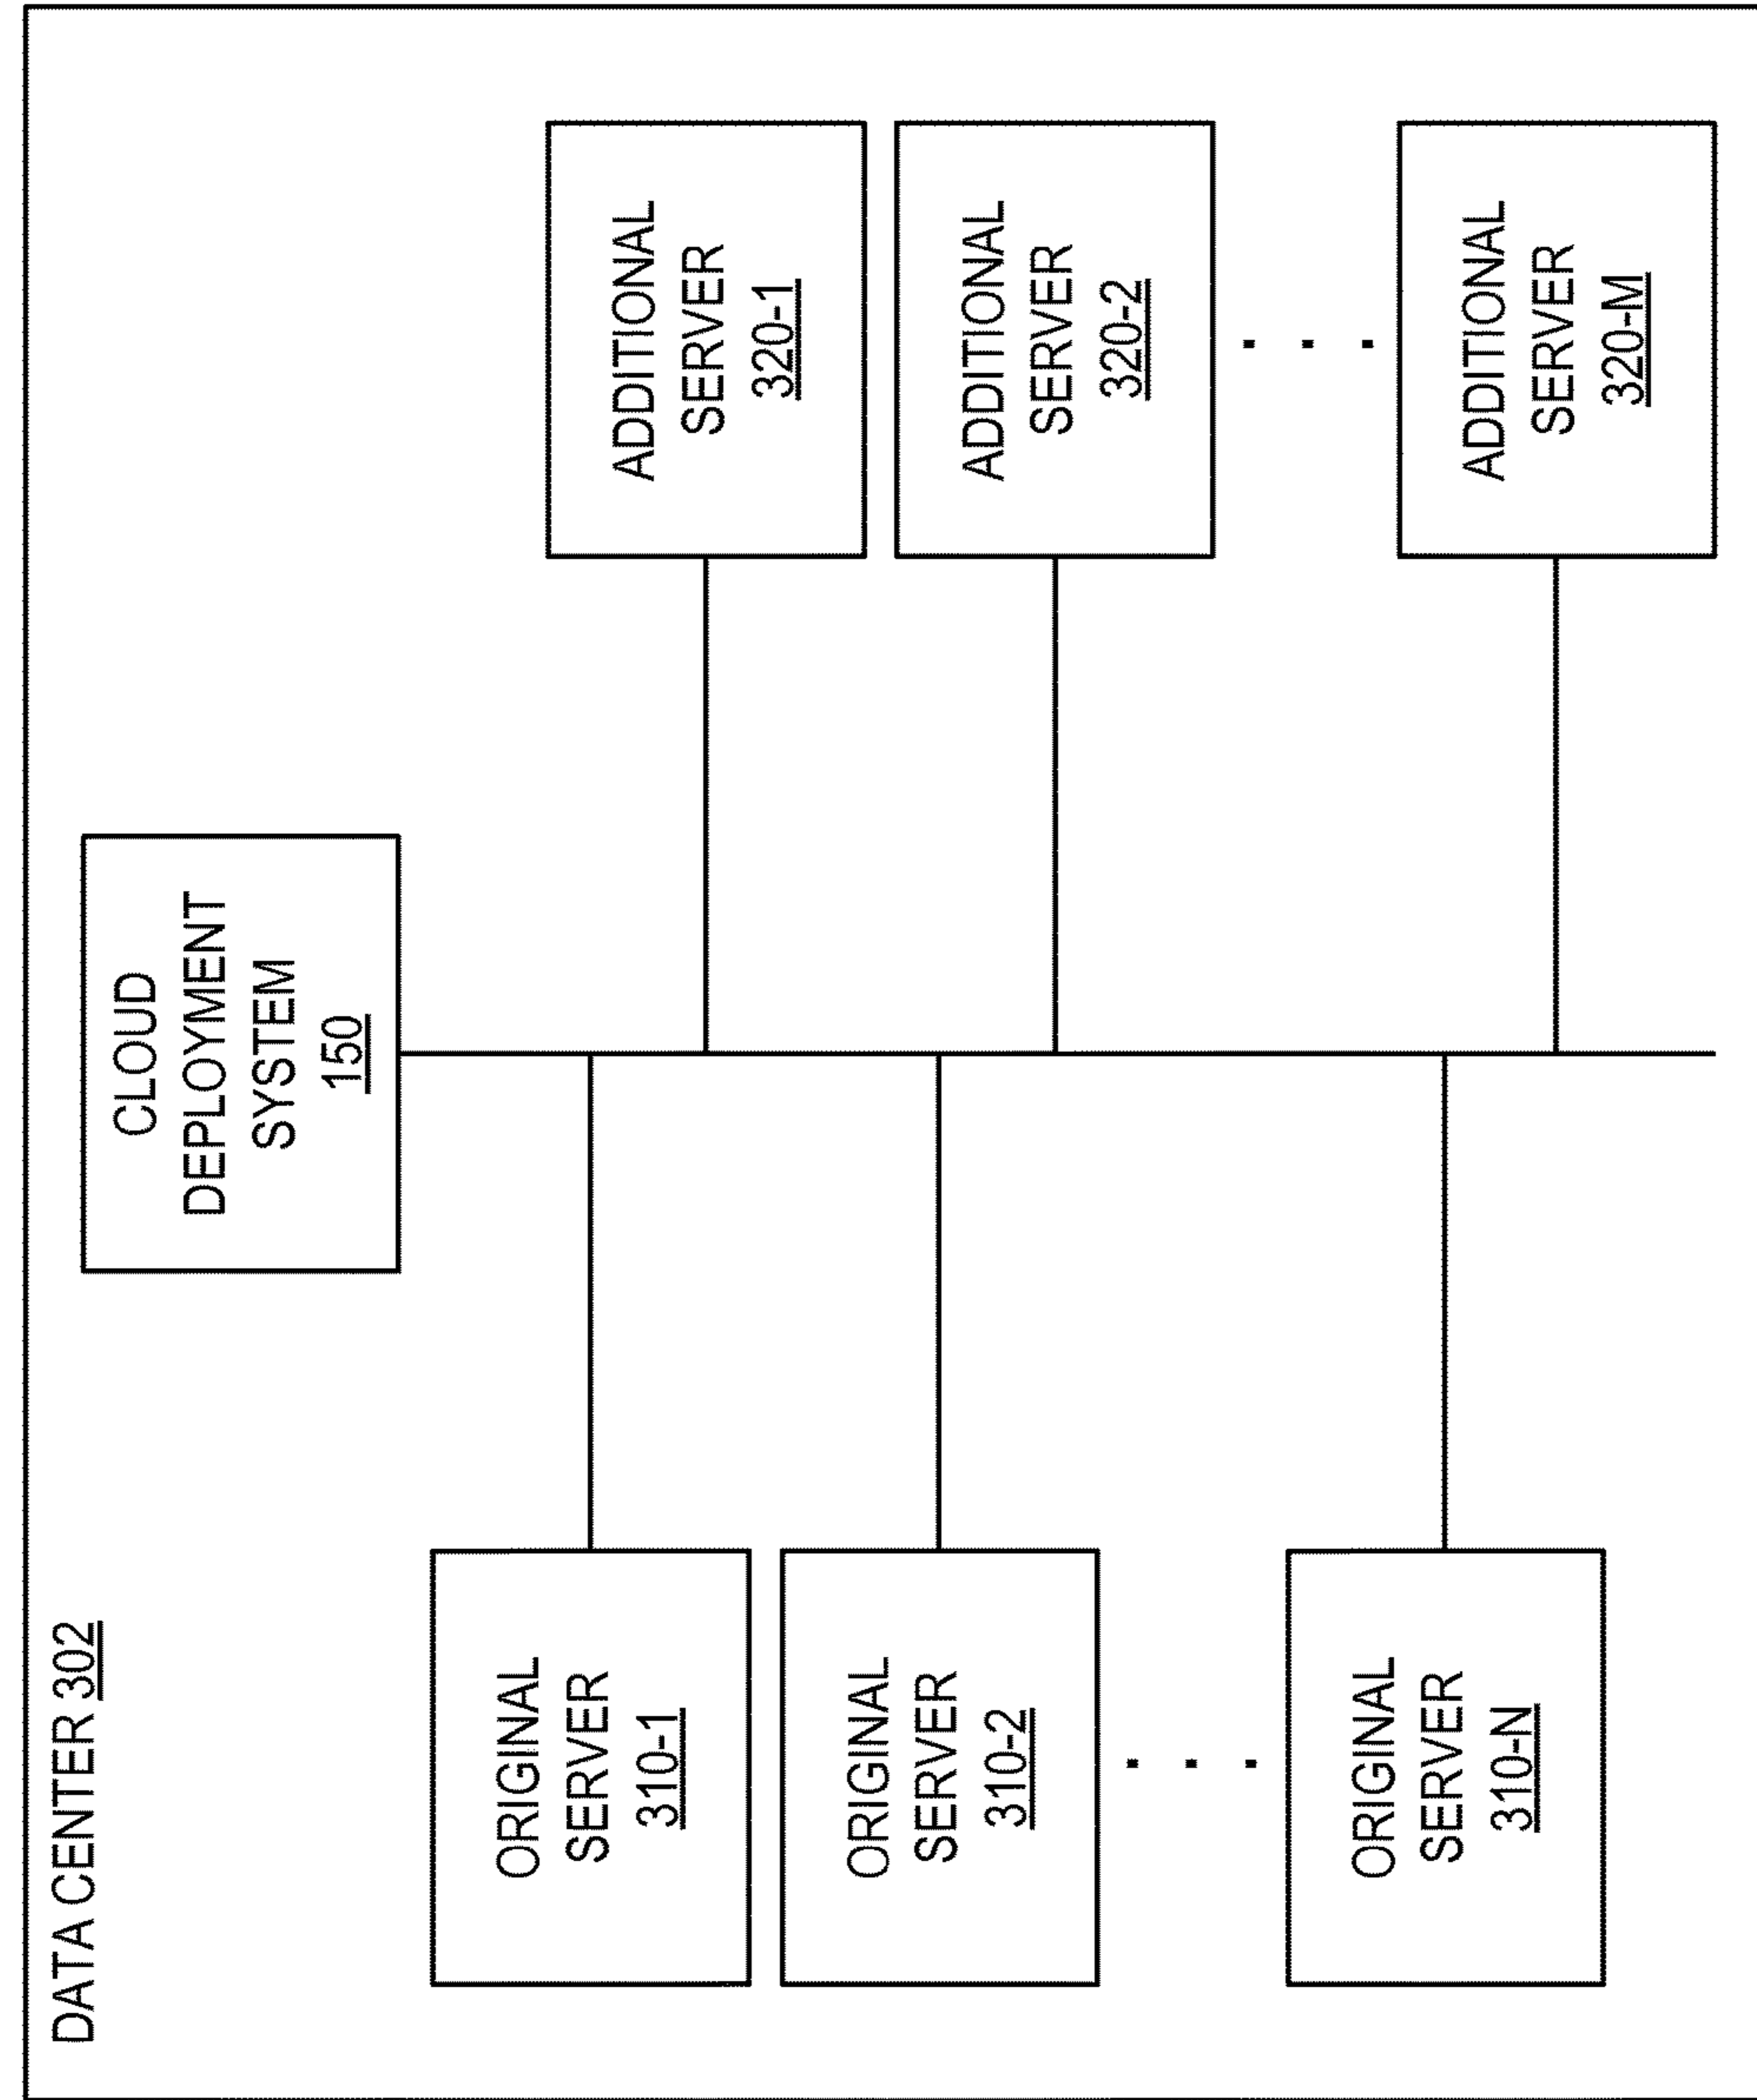 DATA CENTER 302
CLOUD
DEPLOYMENT
SYSTEM
150
ORIGINAL
SERVER
310-1
ORIGINAL
SERVER
310-2
. . .
ORIGINAL
SERVER
310-N
ADDITIONAL
SERVER
320-1
ADDITIONAL
SERVER
320-2
. . .
ADDITIONAL
SERVER
320-M